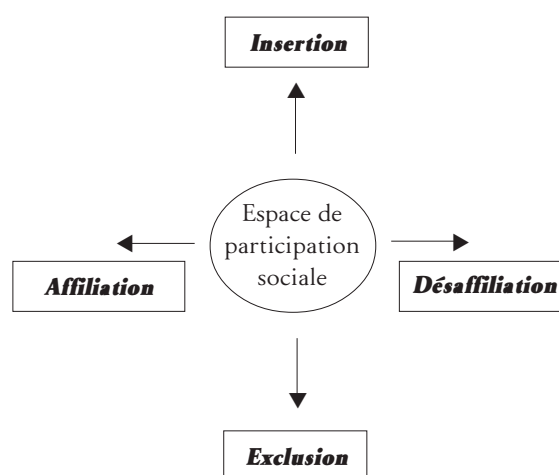 Insertion
Espace de
participation
sociale
Affiliation
Désaffiliation
Exclusion